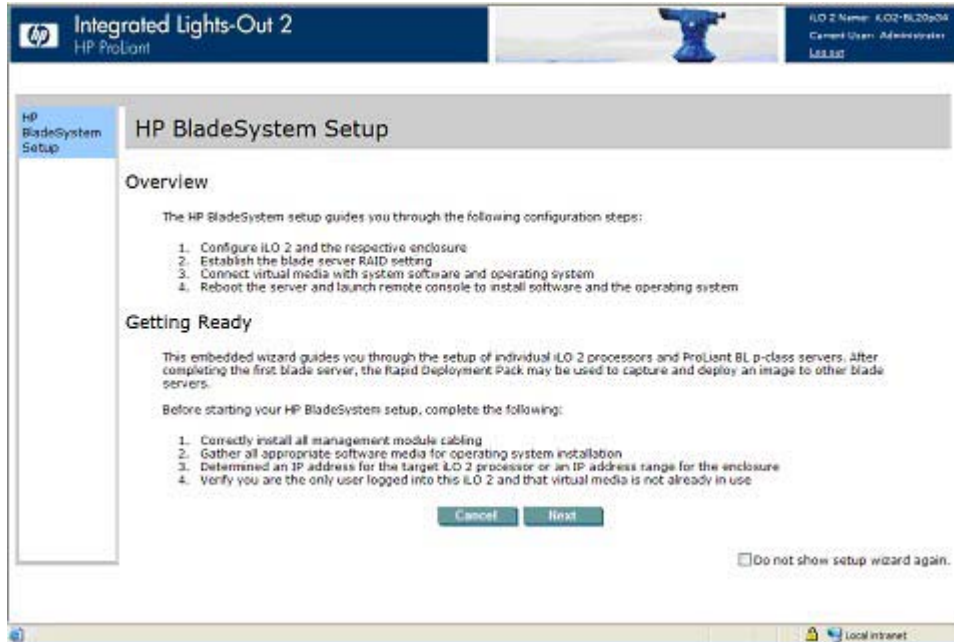 hp
Integrated Lights-Out 2
HP ProLiant
iLO 2 Name: iLO2-BL20p04
Current User: Administrator
Log out
HP
BladeSystem
Setup
HP BladeSystem Setup
Overview
The HP BladeSystem setup guides you through the following configuration steps:
1. Configure iLO 2 and the respective enclosure
2. Establish the blade server RAID setting
3. Connect virtual media with system software and operating system
4. Reboot the server and launch remote console to install software and the operating system
Getting Ready
This embedded wizard guides you through the setup of individual iLO 2 processors and ProLiant BL p-class servers. After
completing the first blade server, the Rapid Deployment Pack may be used to capture and deploy an image to other blade
servers.
Before starting your HP BladeSystem setup, complete the following:
1. Correctly install all management module cabling
2. Gather all appropriate software media for operating system installation
3. Determined an IP address for the target iLO 2 processor or an IP address range for the enclosure
4. Verify you are the only user logged into this iLO 2 and that virtual media is not already in use
Cancel Next
Do not show setup wizard again.
Local intranet